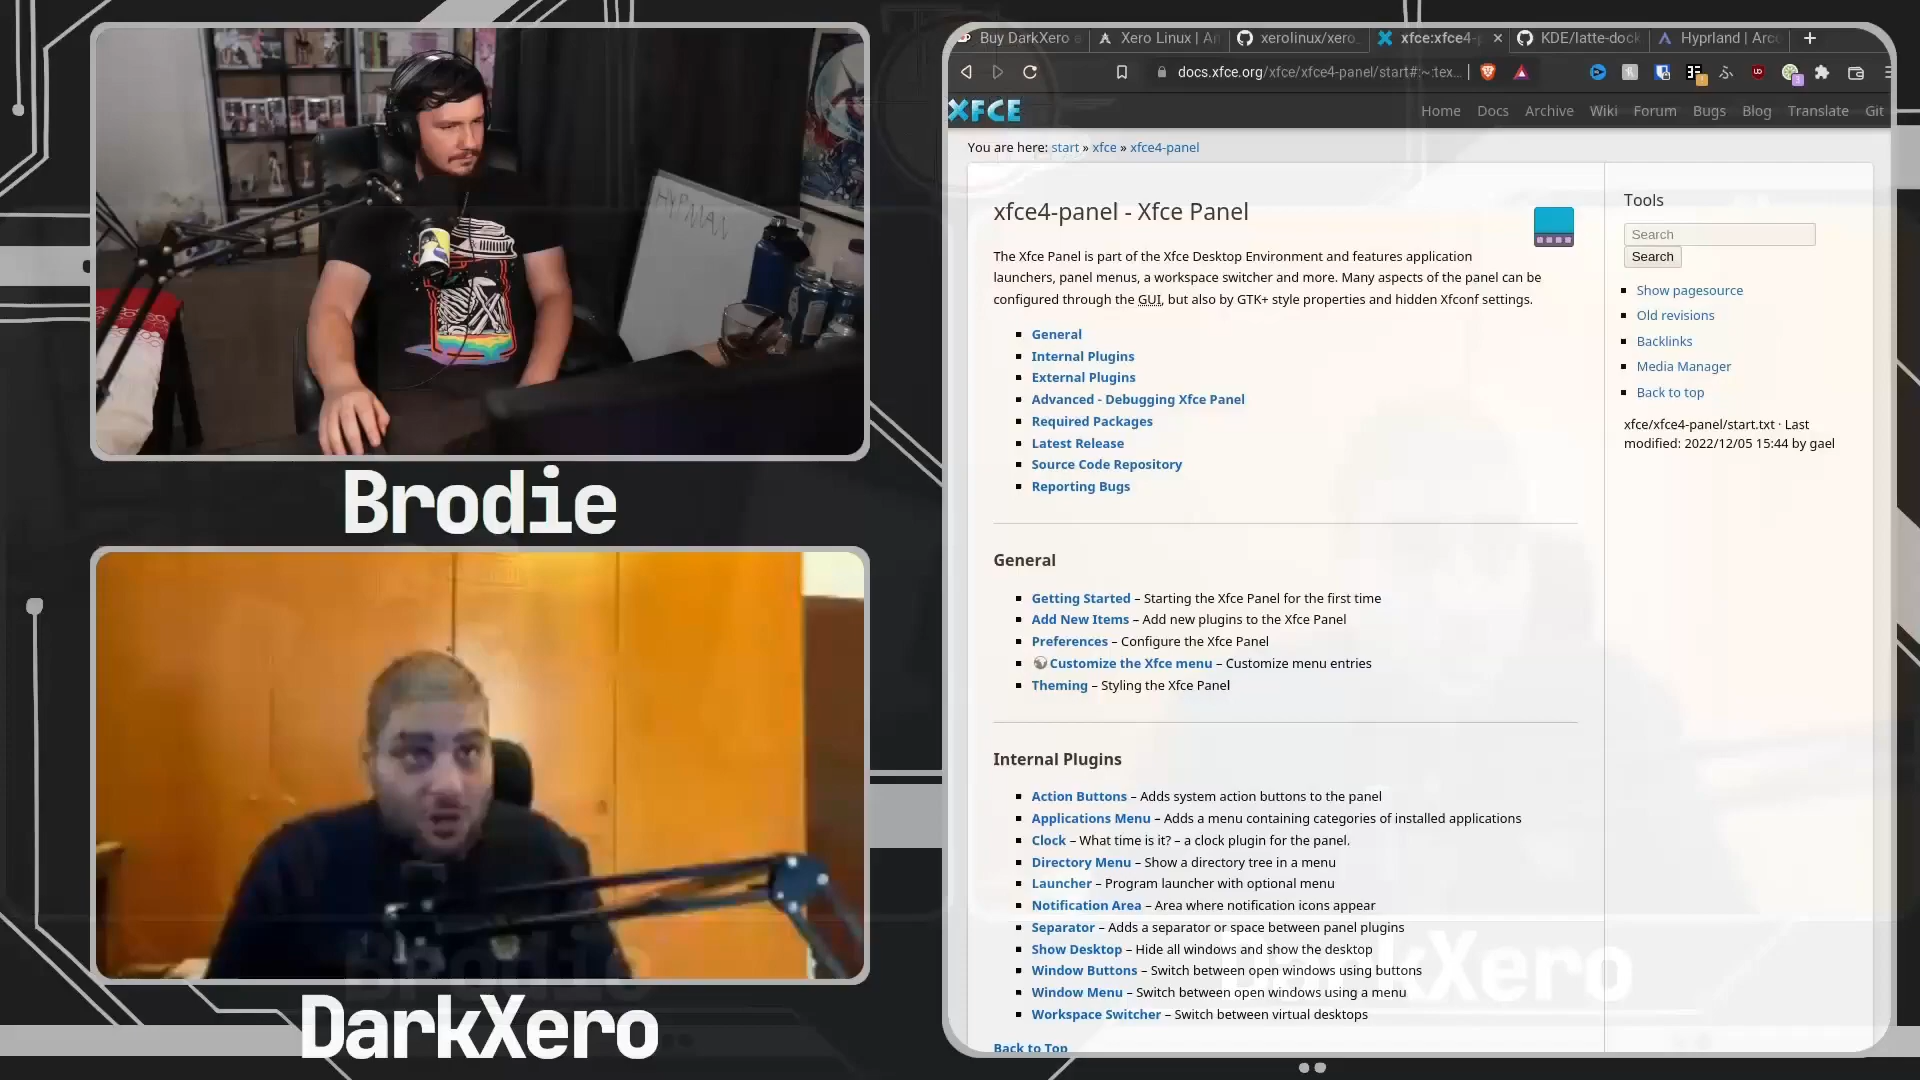 HYPMAN
Brodie
DarkXero
Buy DarkXero
Xero Linux | Ar
xerolinux/xero_
xfce:xfce4-p
KDE/latte-dock
Hyprland | Arco
docs.xfce.org/xfce/xfce4-panel/start#:~:tex...
XFCE
Home Docs Archive Wiki Forum Bugs Blog Translate Git
You are here: start » xfce » xfce4-panel
xfce4-panel - Xfce Panel
The Xfce Panel is part of the Xfce Desktop Environment and features application
launchers, panel menus, a workspace switcher and more. Many aspects of the panel can be
configured through the GUI, but also by GTK+ style properties and hidden Xfconf settings.
General
Internal Plugins
External Plugins
Advanced - Debugging Xfce Panel
Required Packages
Latest Release
Source Code Repository
Reporting Bugs
General
Getting Started – Starting the Xfce Panel for the first time
Add New Items – Add new plugins to the Xfce Panel
Preferences – Configure the Xfce Panel
Customize the Xfce menu – Customize menu entries
Theming – Styling the Xfce Panel
Internal Plugins
Action Buttons – Adds system action buttons to the panel
Applications Menu – Adds a menu containing categories of installed applications
Clock – What time is it? – a clock plugin for the panel.
Directory Menu – Show a directory tree in a menu
Launcher – Program launcher with optional menu
Notification Area – Area where notification icons appear
Separator – Adds a separator or space between panel plugins
Show Desktop – Hide all windows and show the desktop
Window Buttons – Switch between open windows using buttons
Window Menu – Switch between open windows using a menu
Workspace Switcher – Switch between virtual desktops
Back to Top
Tools
Search
Search
Show pagesource
Old revisions
Backlinks
Media Manager
Back to top
xfce/xfce4-panel/start.txt · Last
modified: 2022/12/05 15:44 by gael
Brodie
DarkXero